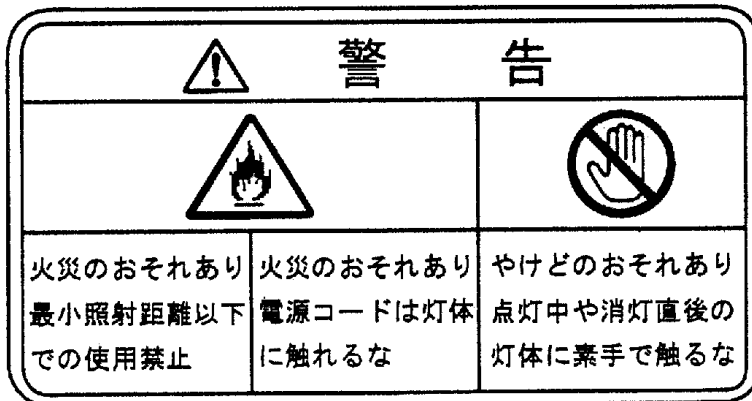 警告
火災のおそれあり
最小照射距離以下
での使用禁止
火災のおそれあり
電源コードは灯体
に触れるな
やけどのおそれあり
点灯中や消灯直後の
灯体に素手で触るな